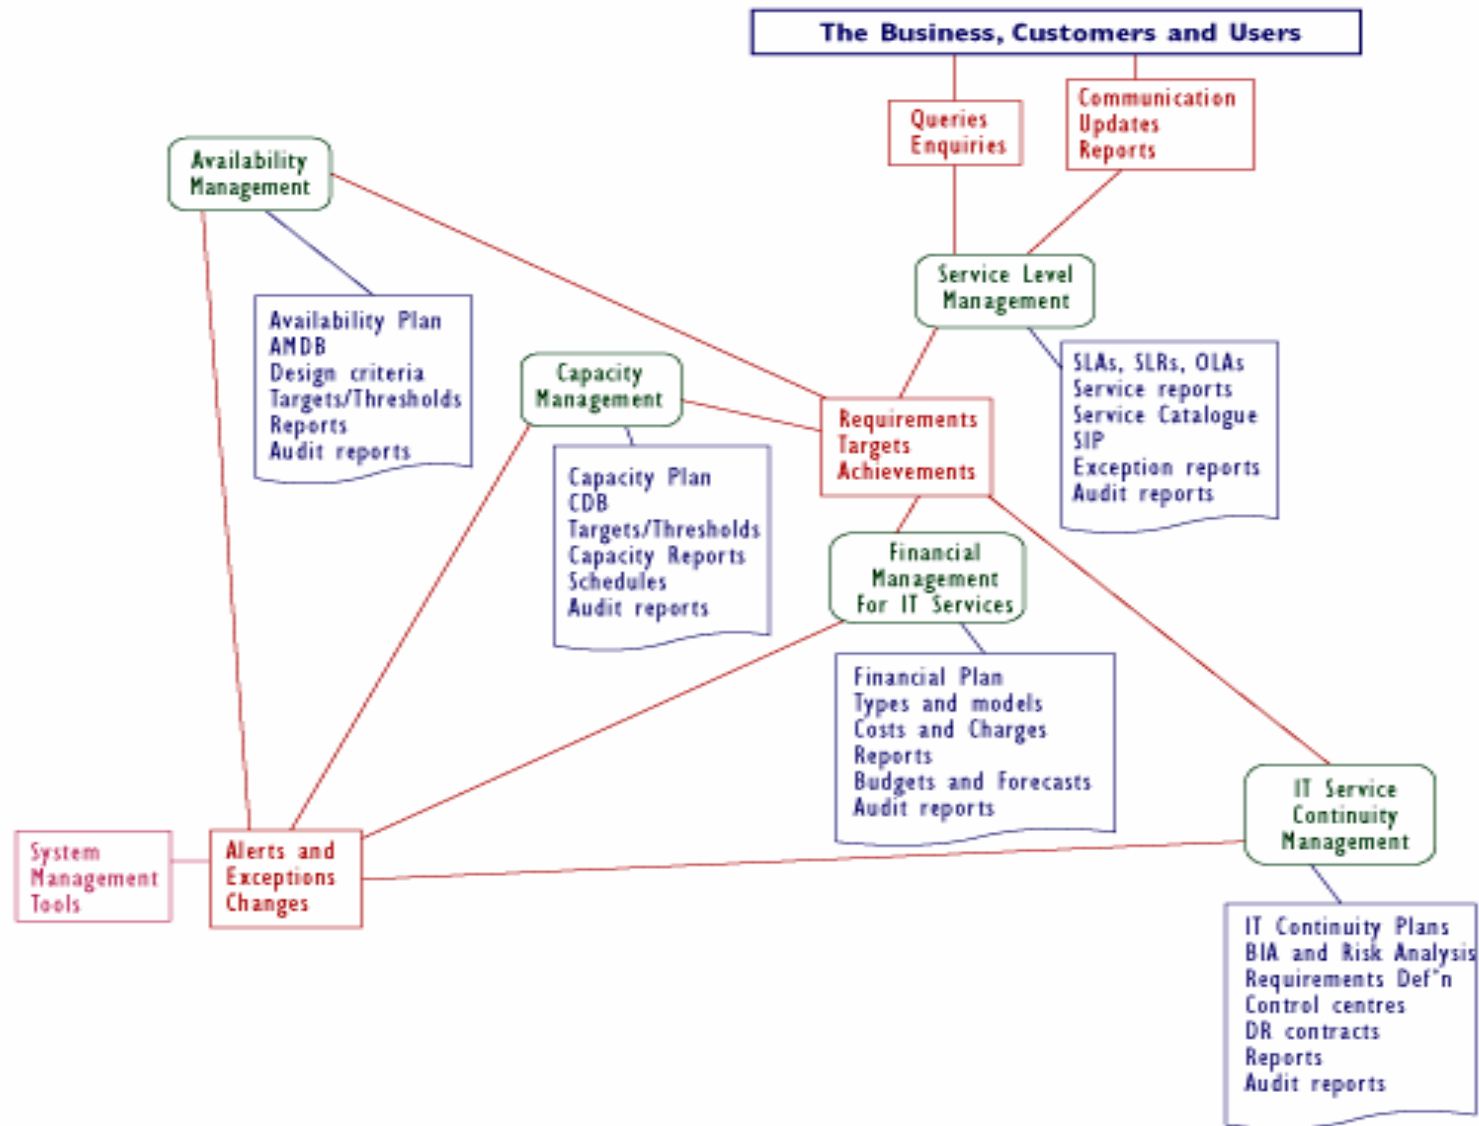 The Business, Customers and Users
Queries
Enquiries
Communication
Updates
Reports
Availability
Management
Service Level
Management
Availability Plan
AMDB
Design criteria
Targets/Thresholds
Reports
Audit reports
Capacity
Management
SLAs, SLRs, OLAs
Service reports
Service Catalogue
SIP
Exception reports
Audit reports
Requirements
Targets
Achievements
Capacity Plan
CDB
Targets/Thresholds
Capacity Reports
Schedules
Audit reports
Financial
Management
For IT Services
Financial Plan
Types and models
Costs and Charges
Reports
Budgets and Forecasts
Audit reports
IT Service
Continuity
Management
System
Management
Tools
Alerts and
Exceptions
Changes
IT Continuity Plans
BIA and Risk Analysis
Requirements Def"n
Control centres
DR contracts
Reports
Audit reports